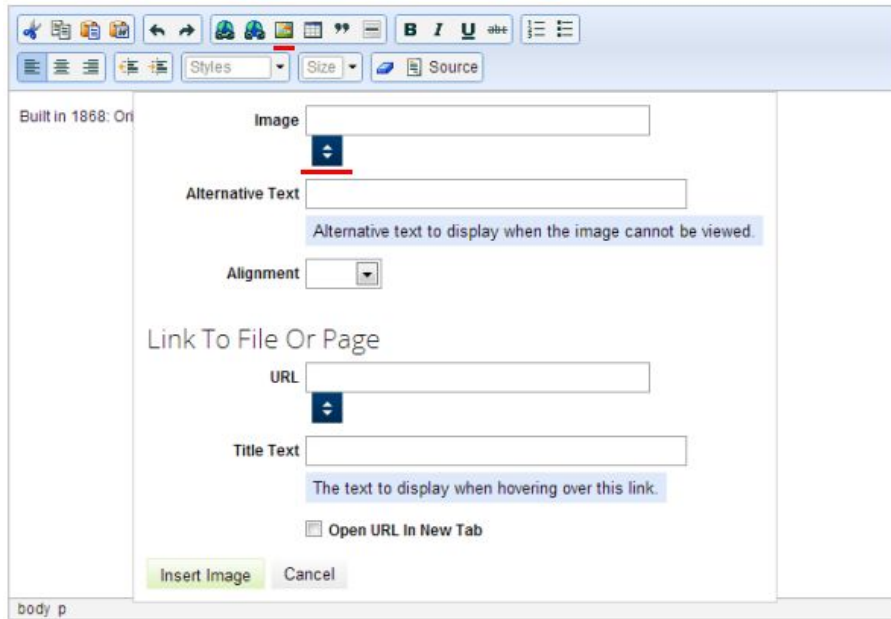 B I U abc
Styles Size Source
Built in 1868: Ori
Image
Alternative Text
Alternative text to display when the image cannot be viewed.
Alignment
Link To File Or Page
URL
Title Text
The text to display when hovering over this link.
Open URL In New Tab
Insert Image Cancel
body p